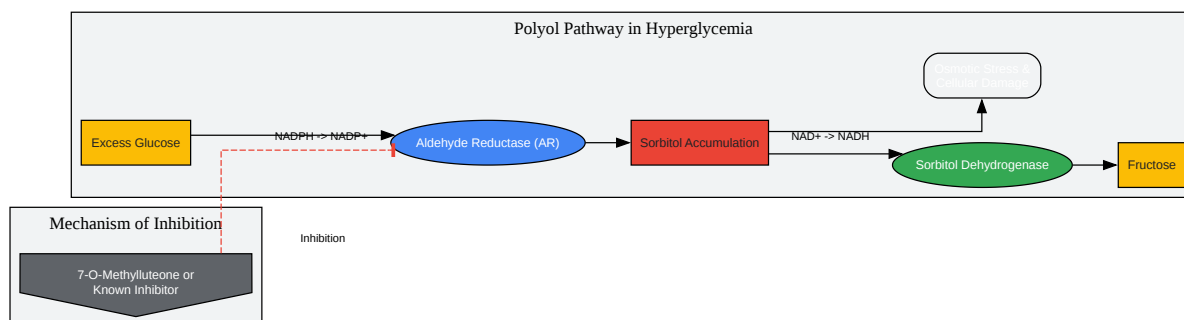 Polyol Pathway in Hyperglycemia
Osmotic Stress &
Cellular Damage
Excess Glucose
NADPH -> NADP+
Aldehyde Reductase (AR)
Sorbitol Accumulation
NAD+ -> NADH
Sorbitol Dehydrogenase
Fructose
Mechanism of Inhibition
Inhibition
7-O-Methylluteone or
Known Inhibitor